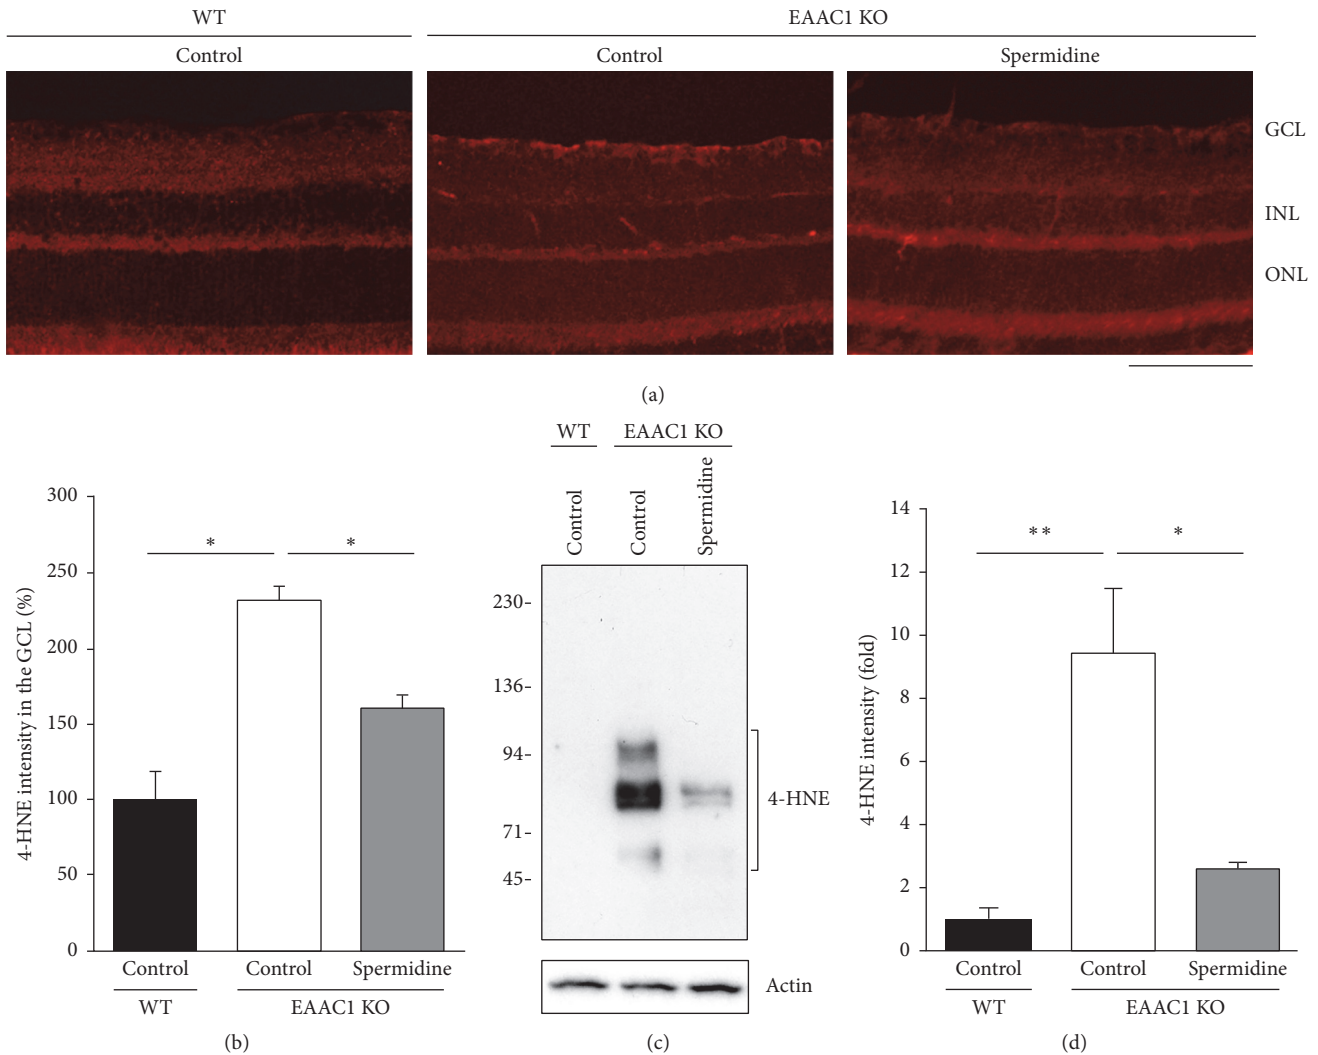 WT
EAAC1 KO
Control
Control
Spermidine
GCL
INL
ONL
(a)
300
250
200
150
100
50
0
4-HNE intensity in the GCL (%)
*
*
Control
Control
Spermidine
WT
EAAC1 KO
(b)
WT
EAAC1 KO
Control
Control
Spermidine
230-
136-
94-
71-
45-
4-HNE
Actin
(c)
14
12
10
8
6
4
2
0
4-HNE intensity (fold)
**
*
Control
Control
Spermidine
WT
EAAC1 KO
(d)